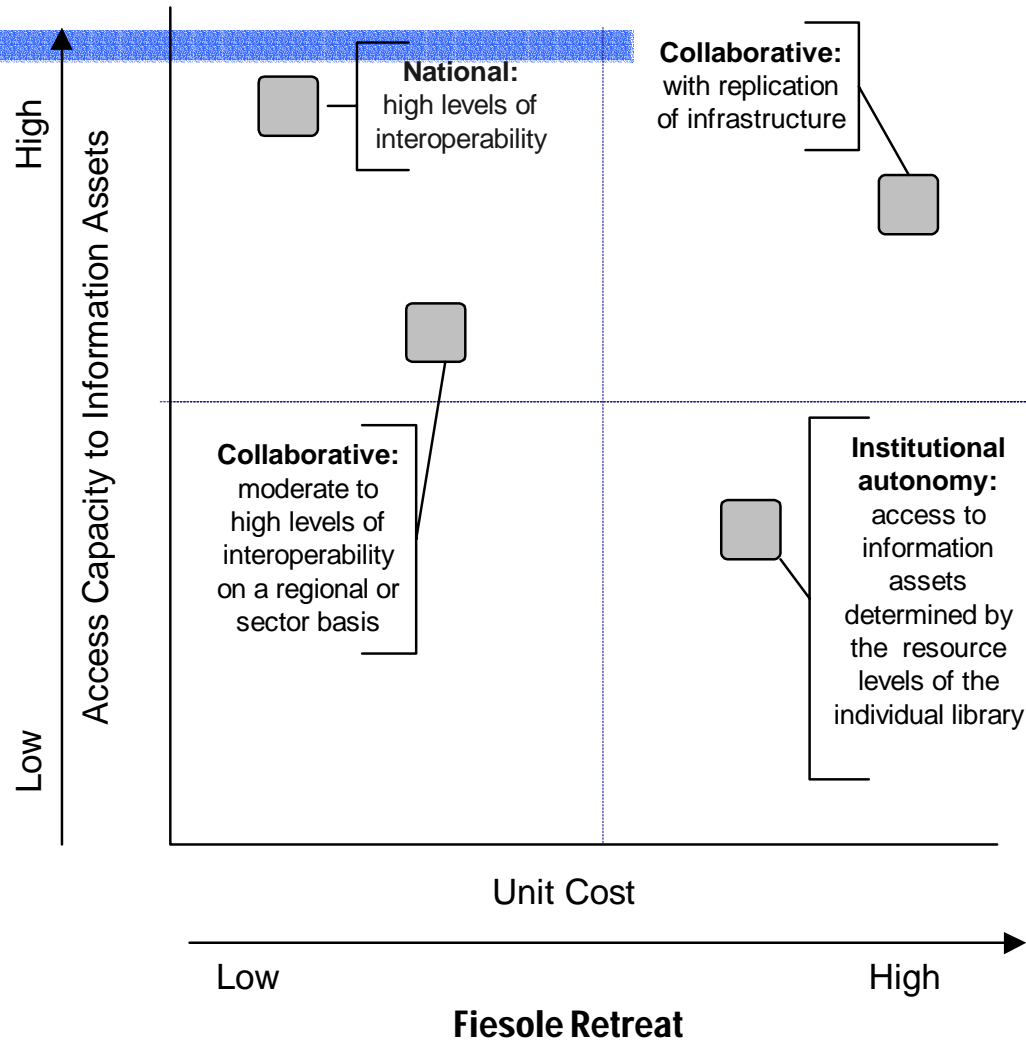 High
Access Capacity to Information Assets
Low
National:
high levels of
interoperability
Collaborative:
with replication
of infrastructure
Collaborative:
moderate to
high levels of
interoperability
on a regional or
sector basis
Institutional
autonomy:
access to
information
assets
determined by
the resource
levels of the
individual library
Unit Cost
Low
High
Fiesole Retreat